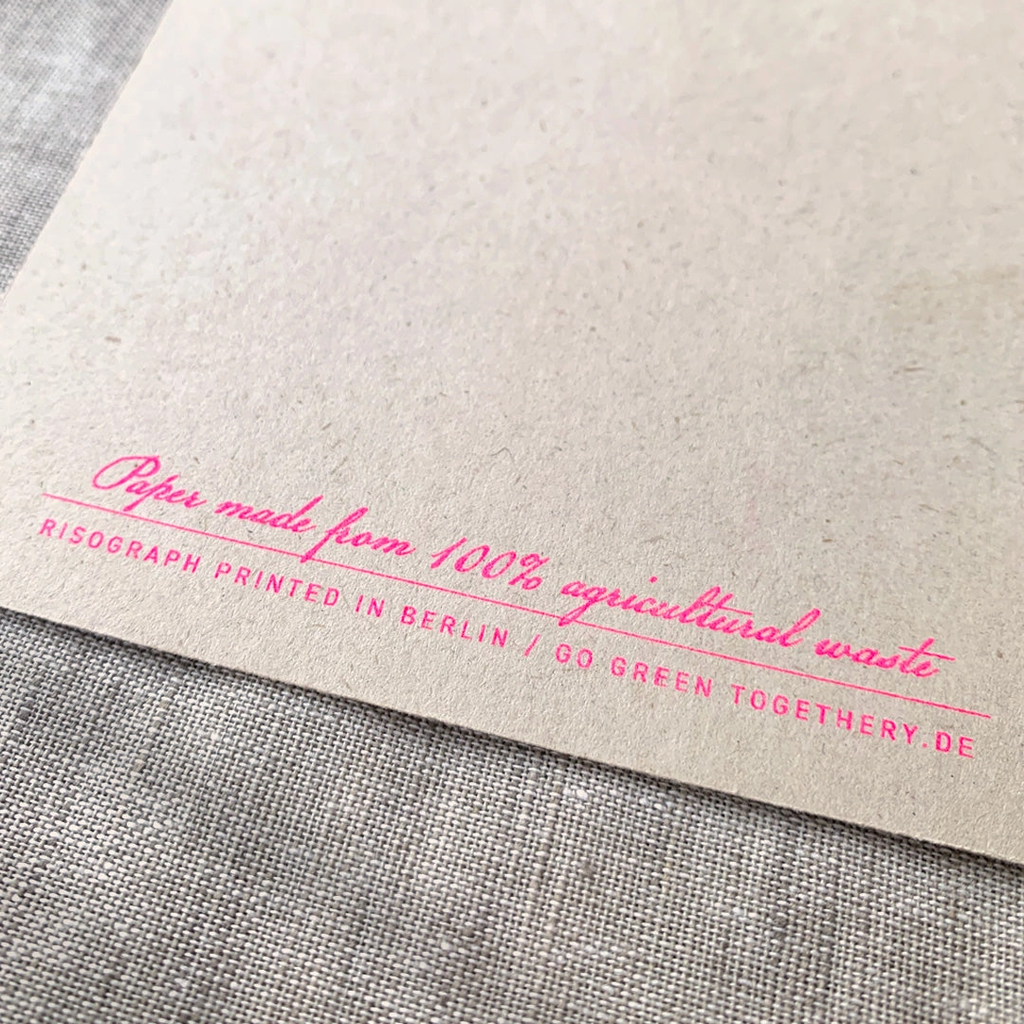 Paper made from 100% agricultural waste
RISOGRAPH PRINTED IN BERLIN / GO GREEN TOGETHERY.DE